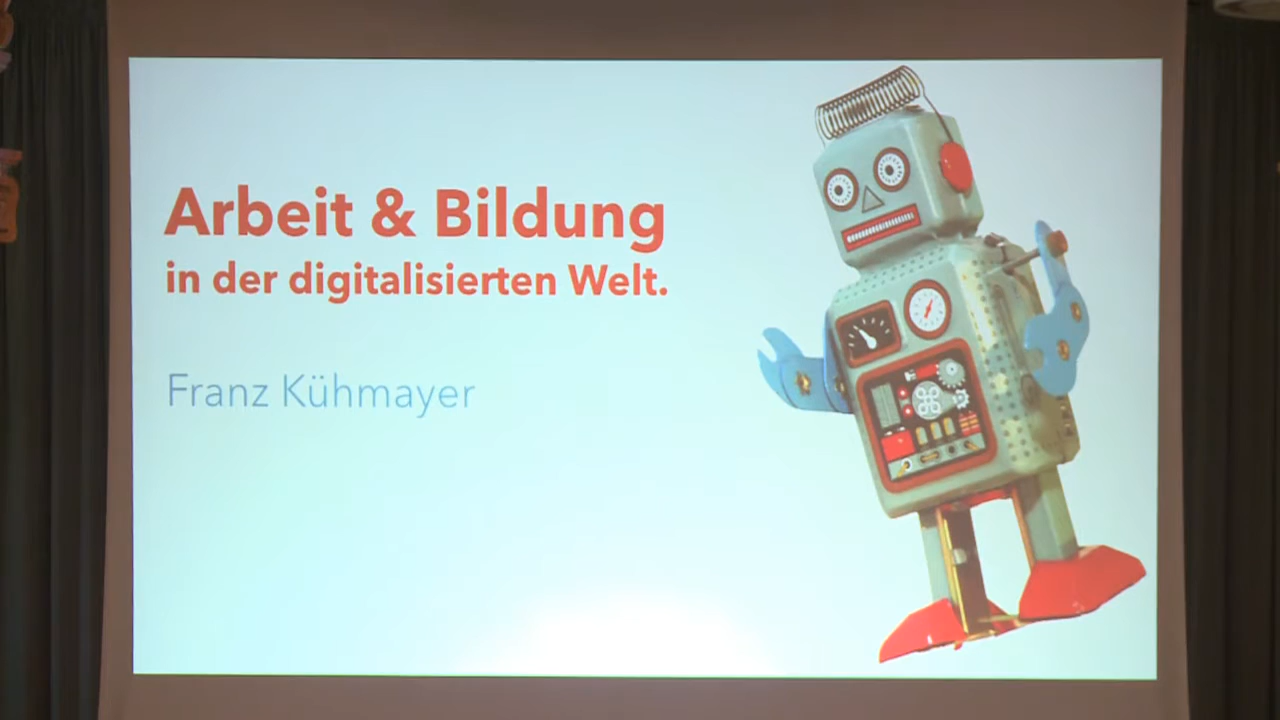 Arbeit & Bildung
in der digitalisierten Welt.
Franz Kühmayer